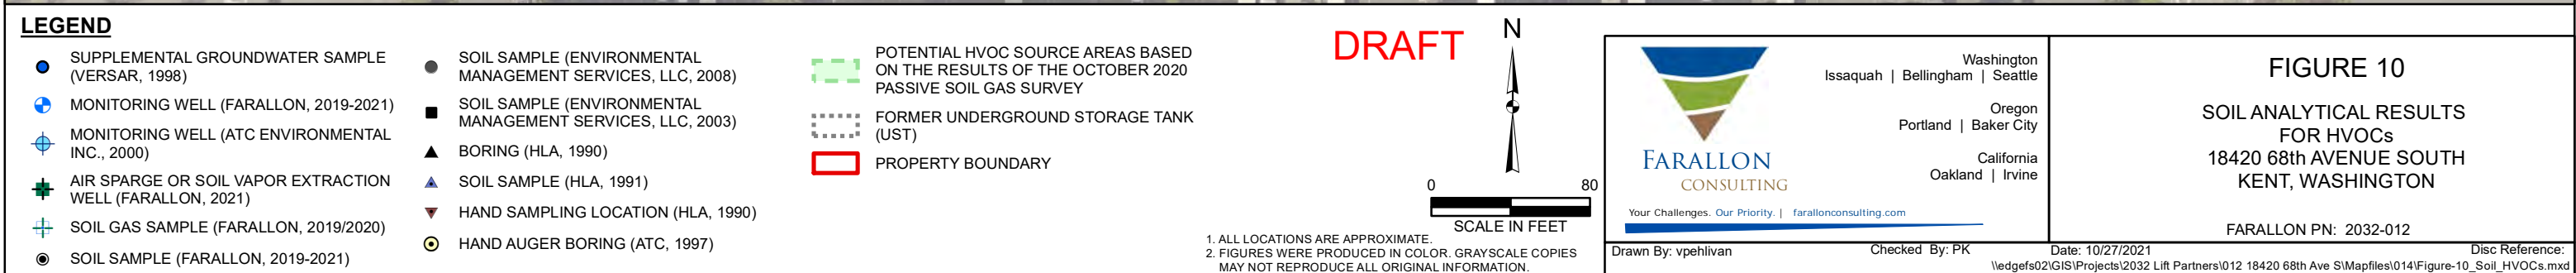 LEGEND
SUPPLEMENTAL GROUNDWATER SAMPLE
(VERSAR, 1998)
MONITORING WELL (FARALLON, 2019-2021)
MONITORING WELL (ATC ENVIRONMENTAL
INC., 2000)
AIR SPARGE OR SOIL VAPOR EXTRACTION
WELL (FARALLON, 2021)
SOIL GAS SAMPLE (FARALLON, 2019/2020)
SOIL SAMPLE (FARALLON, 2019-2021)
SOIL SAMPLE (ENVIRONMENTAL
MANAGEMENT SERVICES, LLC, 2008)
SOIL SAMPLE (ENVIRONMENTAL
MANAGEMENT SERVICES, LLC, 2003)
BORING (HLA, 1990)
SOIL SAMPLE (HLA, 1991)
HAND SAMPLING LOCATION (HLA, 1990)
HAND AUGER BORING (ATC, 1997)
POTENTIAL HVOC SOURCE AREAS BASED
ON THE RESULTS OF THE OCTOBER 2020
PASSIVE SOIL GAS SURVEY
FORMER UNDERGROUND STORAGE TANK
(UST)
PROPERTY BOUNDARY
DRAFT
N
0 80
SCALE IN FEET
1. ALL LOCATIONS ARE APPROXIMATE.
2. FIGURES WERE PRODUCED IN COLOR. GRAYSCALE COPIES
MAY NOT REPRODUCE ALL ORIGINAL INFORMATION.
FARALLON
CONSULTING
Your Challenges. Our Priority. | farallonconsulting.com
Washington
Issaquah | Bellingham | Seattle
Oregon
Portland | Baker City
California
Oakland | Irvine
FIGURE 10
SOIL ANALYTICAL RESULTS
FOR HVOCs
18420 68th AVENUE SOUTH
KENT, WASHINGTON
FARALLON PN: 2032-012
Drawn By: vpehlivan Checked By: PK Date: 10/27/2021 Disc Reference:
\\edgefs02\GIS\Projects\2032 Lift Partners\012 18420 68th Ave S\Mapfiles\014\Figure-10_Soil_HVOCs.mxd